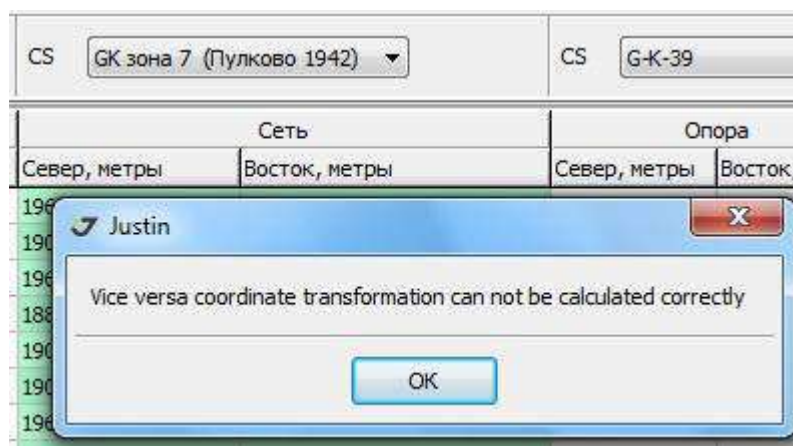 CS GK зона 7 (Пулково 1942) CS G-K-39
Сеть Опора
Север, метры Восток, метры Север, метры Восток
Justin
Vice versa coordinate transformation can not be calculated correctly
OK